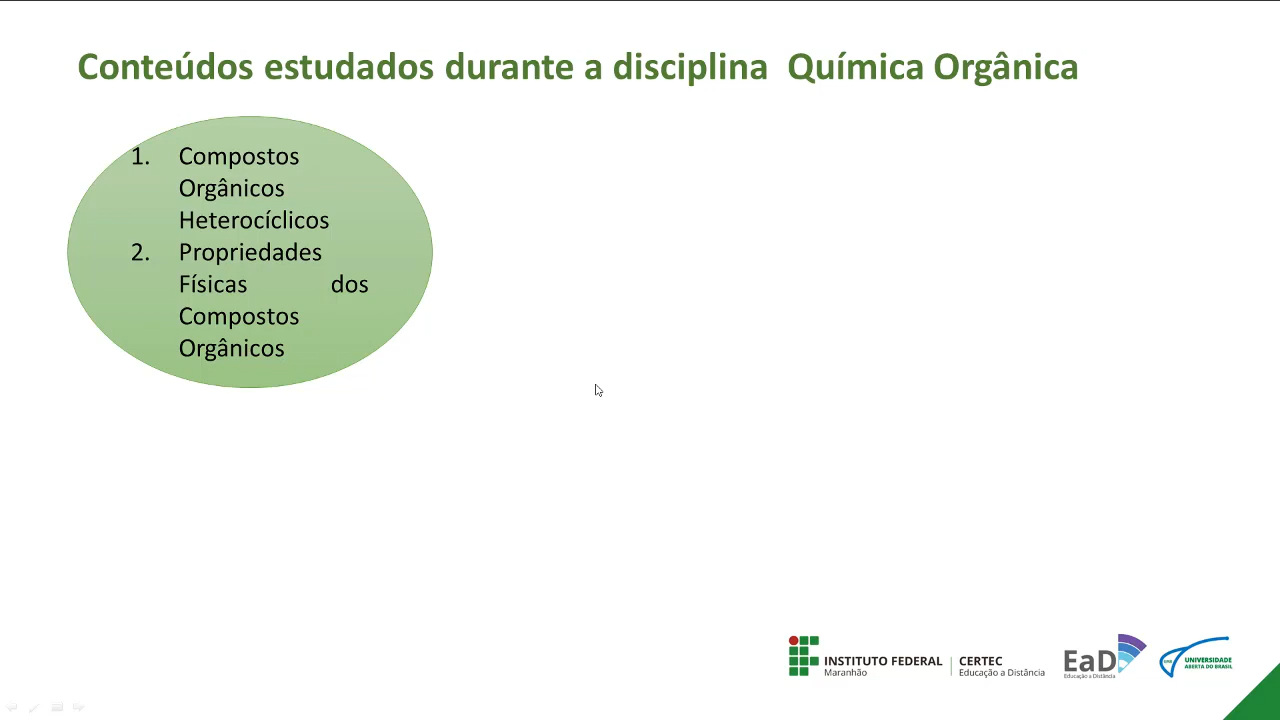 Conteúdos estudados durante a disciplina  Química Orgânica
1. Compostos
Orgânicos
Heterocíclicos
2. Propriedades
Físicas dos
Compostos
Orgânicos
INSTITUTO FEDERAL
Maranhão
CERTEC
Educação a Distância
EaD
Educação a Distância
UAB
UNIVERSIDADE
ABERTA DO BRASIL